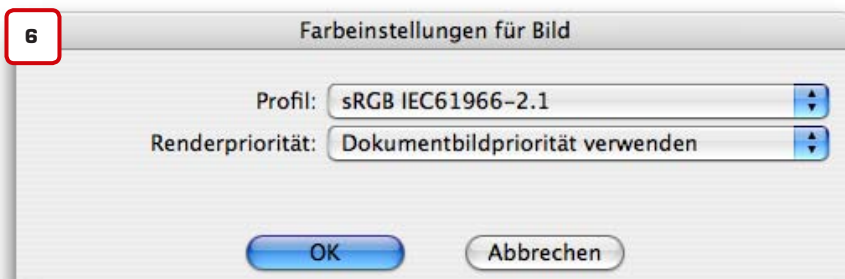 6
Farbeinstellungen für Bild
Profil: sRGB IEC61966–2.1
Renderpriorität: Dokumentbildpriorität verwenden
OK Abbrechen